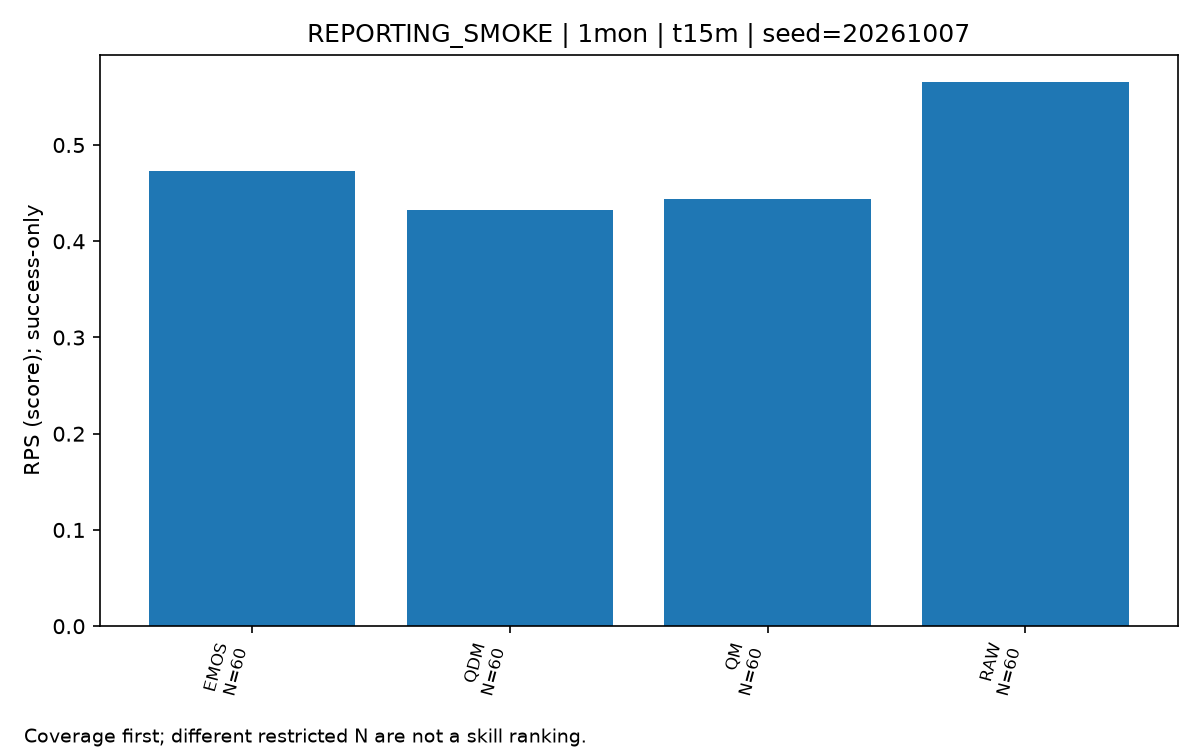 REPORTING_SMOKE | 1mon | t15m | seed=20261007
RPS (score); success-only
0.5
0.4
0.3
0.2
0.1
0.0
EMOS
N=60
QDM
N=60
QM
N=60
RAW
N=60
Coverage first; different restricted N are not a skill ranking.